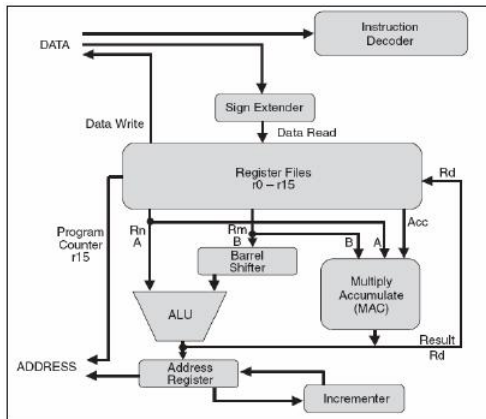 Instruction
Decoder
DATA
Sign Extender
Data Write
Data Read
Register Files
r0 – r15
Rd
Program
Counter
r15
Rn
A
Rm
B
B
A
Acc
Barrel
Shifter
Multiply
Accumulate
(MAC)
ALU
Result
Rd
ADDRESS
Address
Register
Incrementer